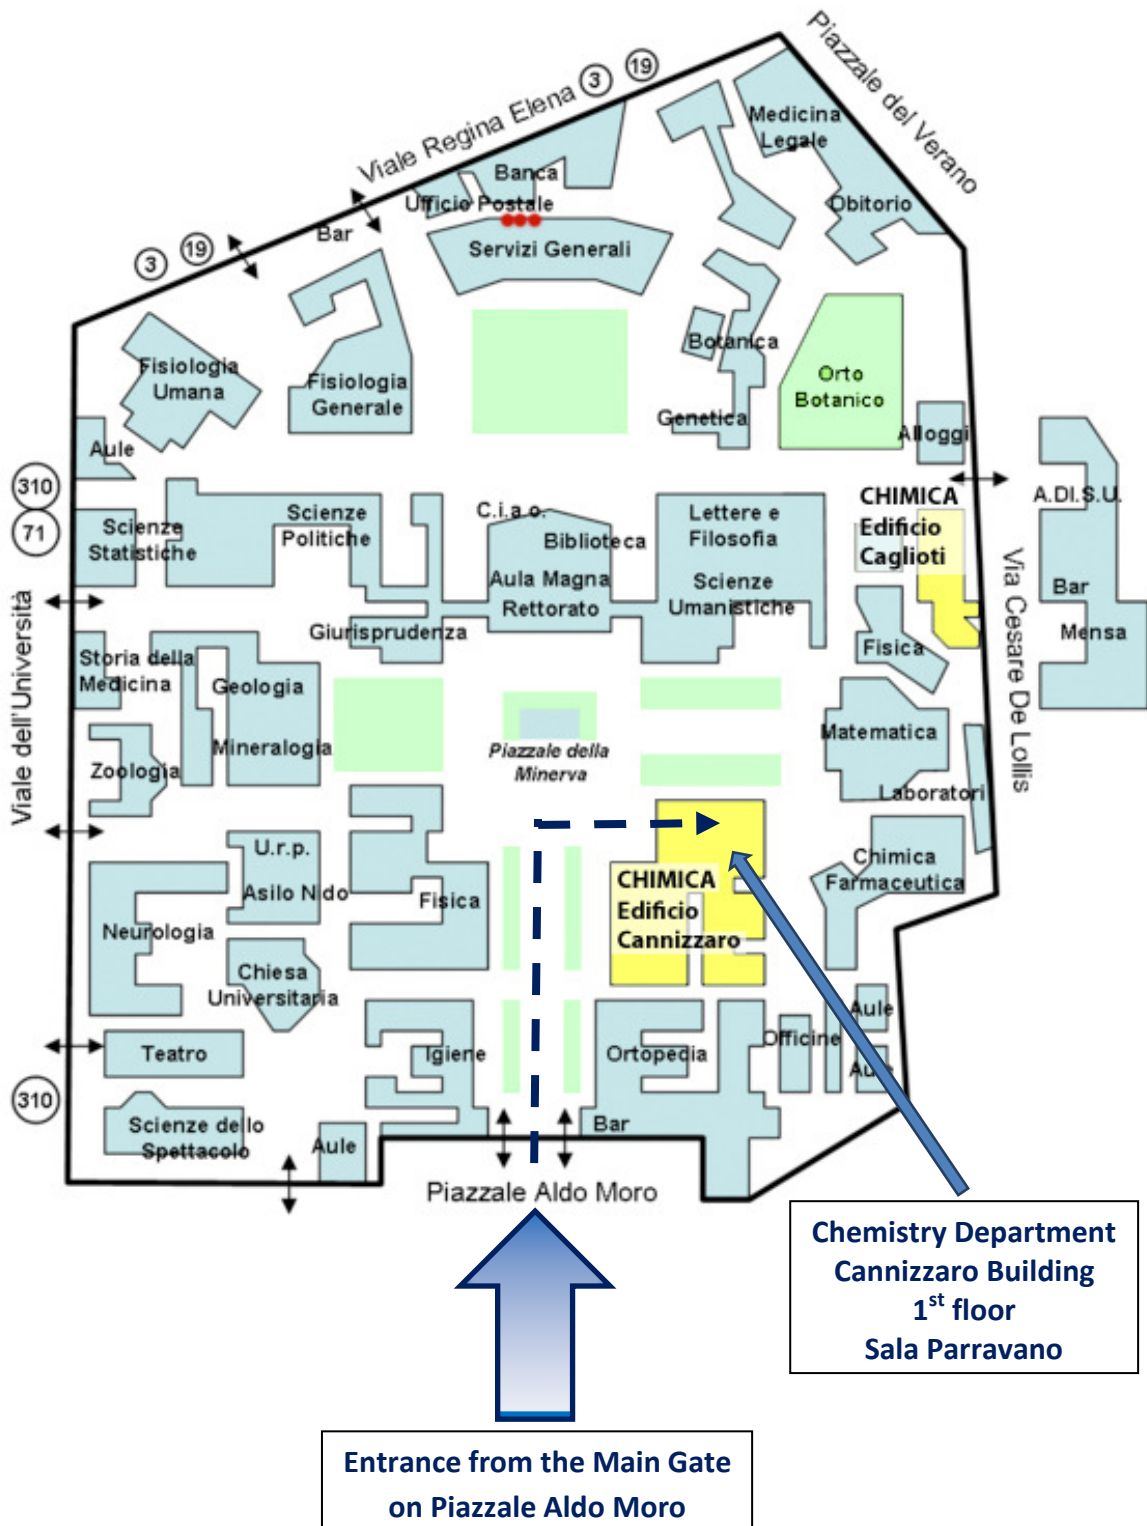 Piazzale del Verano
Viale Regina Elena
3
19
Medicina
Legale
Banca
Ufficio Postale
Obitorio
Bar
Servizi Generali
3
19
Botanica
Fisiologia
Umana
Fisiologia
Generale
Orto
Botanico
Genetica
Alloggi
Aule
310
71
CHIMICA
Edificio
Caglioti
A.DI.S.U.
Scienze
Statistiche
Scienze
Politiche
C.i.a.o.
Biblioteca
Lettere e
Filosofia
Aula Magna
Rettorato
Scienze
Umanistiche
Bar
Mensa
Via Cesare De Lollis
Viale dell'Università
Giurisprudenza
Fisica
Storia della
Medicina
Geologia
Mineralogia
Piazzale della
Minerva
Matematica
Zoologia
Laboratori
U.r.p.
Asilo Nido
Fisica
CHIMICA
Edificio
Cannizzaro
Chimica
Farmaceutica
Neurologia
Chiesa
Universitaria
Aule
Officine
Teatro
Igiene
Ortopedia
Aule
310
Scienze dello
Spettacolo
Aule
Bar
Piazzale Aldo Moro
Chemistry Department
Cannizzaro Building
1st floor
Sala Parravano
Entrance from the Main Gate
on Piazzale Aldo Moro